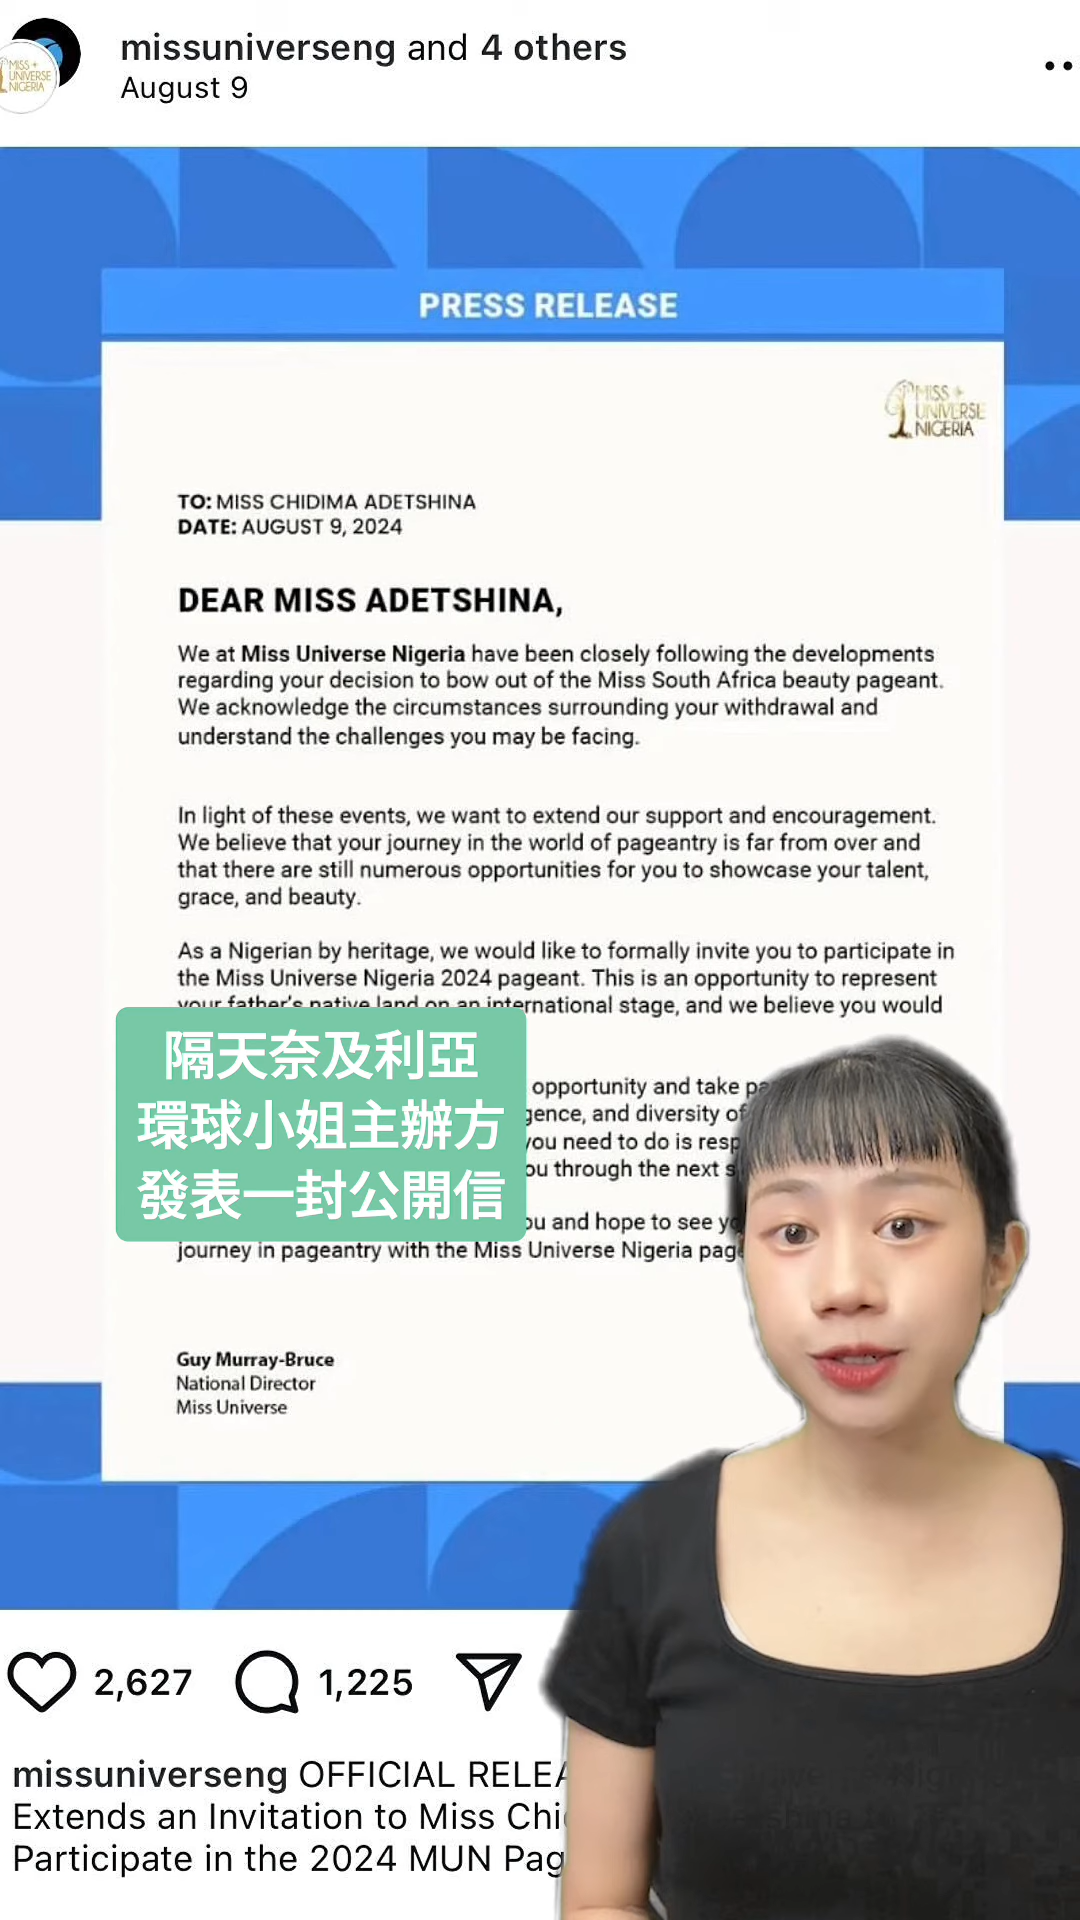 missuniverseng and 4 others
August 9
MISS
UNIVERSE
NIGERIA
PRESS RELEASE
MISS
UNIVERSE
NIGERIA
TO: MISS CHIDIMA ADETSHINA
DATE: AUGUST 9, 2024
DEAR MISS ADETSHINA,
We at Miss Universe Nigeria have been closely following the developments
regarding your decision to bow out of the Miss South Africa beauty pageant.
We acknowledge the circumstances surrounding your withdrawal and
understand the challenges you may be facing.
In light of these events, we want to extend our support and encouragement.
We believe that your journey in the world of pageantry is far from over and
that there are still numerous opportunities for you to showcase your talent,
grace, and beauty.
As a Nigerian by heritage, we would like to formally invite you to participate in
the Miss Universe Nigeria 2024 pageant. This is an opportunity to represent
your father's native land on an international stage, and we believe you would
隔天奈及利亞
環球小姐主辦方
發表一封公開信
opportunity and take
and diversity of
you need to do is
through the next
and hope to see
journey in pageantry with the Miss Universe Nigeria
Guy Murray-Bruce
National Director
Miss Universe
2,627 1,225
missuniverseng OFFICIAL
Extends an Invitation to Miss
Participate in the 2024 MUN